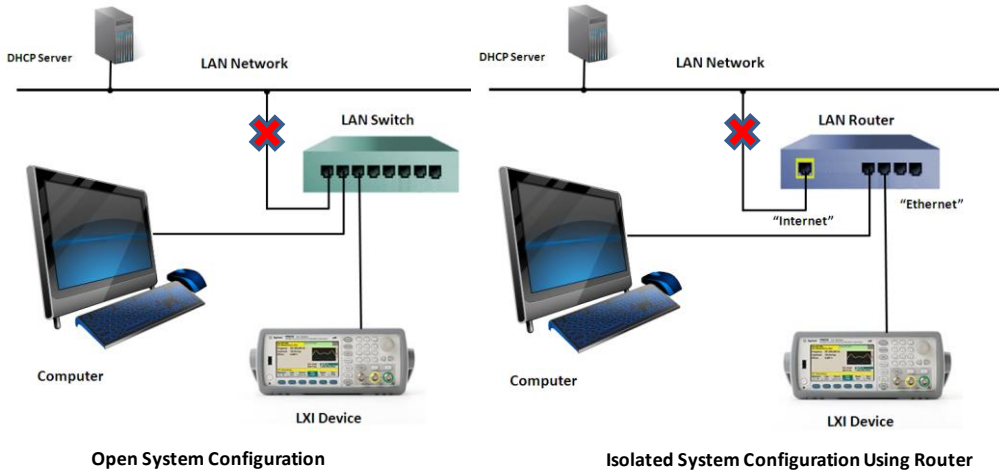 DHCP Server
LAN Network
LAN Switch
Computer
LXI Device
Open System Configuration
DHCP Server
LAN Network
LAN Router
"Internet"
"Ethernet"
Computer
LXI Device
Isolated System Configuration Using Router